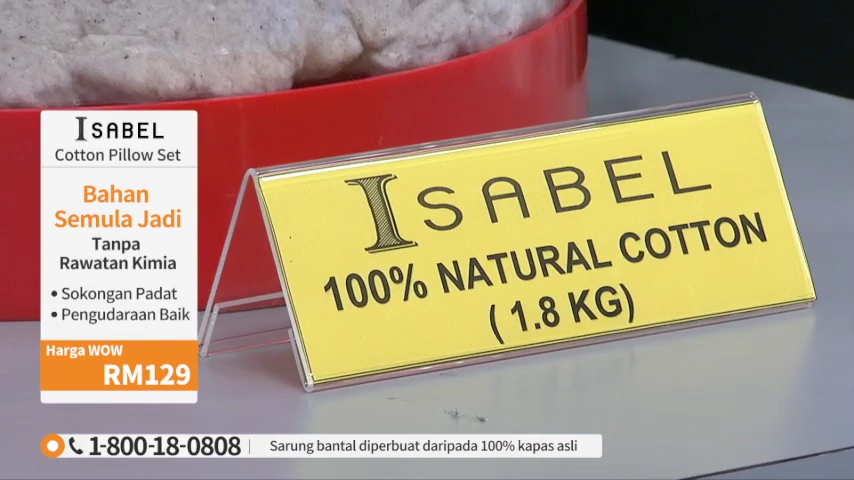 ISABEL
Cotton Pillow Set
Bahan
Semula Jadi
Tanpa
Rawatan Kimia
• Sokongan Padat
• Pengudaraan Baik
Harga WOW
RM129
ISABEL
100% NATURAL COTTON
( 1.8 KG)
1-800-18-0808
Sarung bantal diperbuat daripada 100% kapas asli